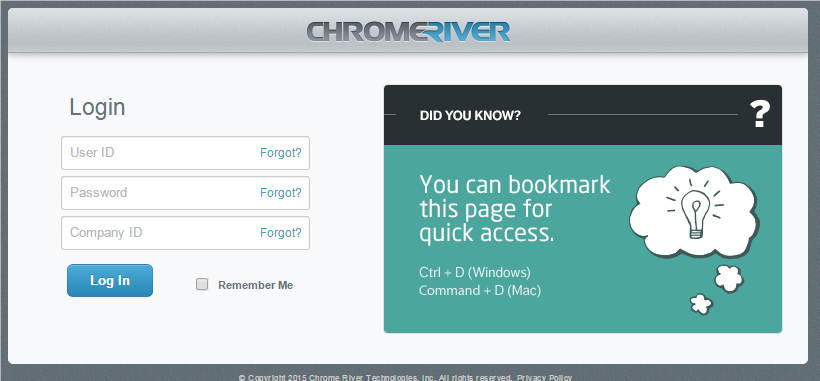 CHROMERIVER
Login
User ID Forgot?
Password Forgot?
Company ID Forgot?
Log In Remember Me
DID YOU KNOW? ?
You can bookmark
this page for
quick access.
Ctrl + D (Windows)
Command + D (Mac)
© Copyright 2015 Chrome River Technologies, Inc. All rights reserved. Privacy Policy